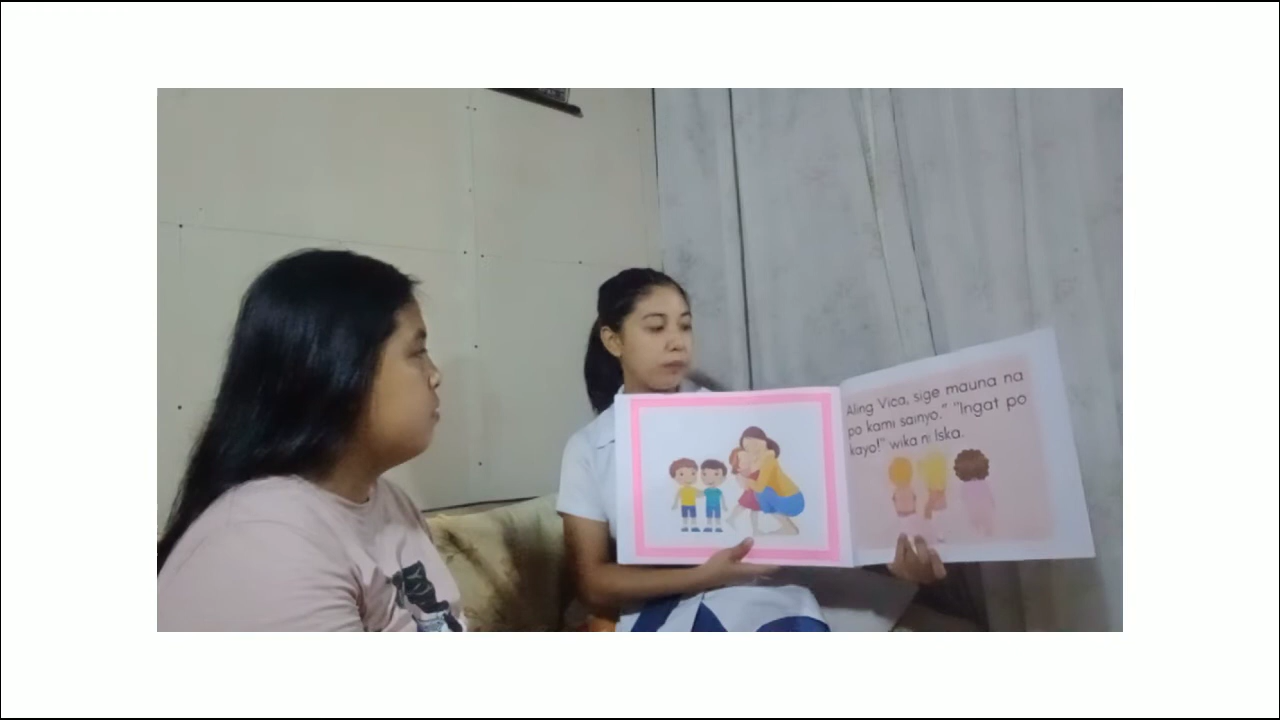 Aling Vica, sige mauna na
po kami sainyo." "Ingat po
kayo!" wika ni Iska.